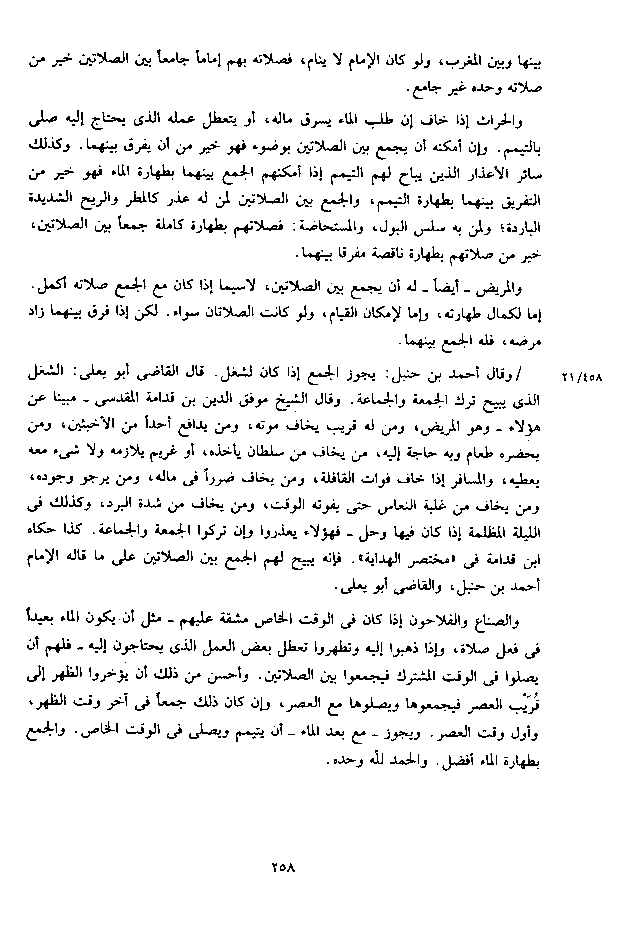 بينها وبين المغرب، ولو كان الإمام لا ينام، فصلاته بهم إماماً جامعاً بين الصلاتين خير من
صلاته وحده غير جامع.
والحراث إذا خاف إن طلب الماء يسرق ماله، أو يتعطل عمله الذى يحتاج إليه صلى
بالتيمم. وإن أمكنه أن يجمع بين الصلاتين بوضوء فهو خير من أن يفرق بينهما. وكذلك
سائر الأعذار الذين يباح لهم التيمم إذا أمكنهم الجمع بينهما بطهارة الماء فهو خير من
التفريق بينهما بطهارة التيمم، والجمع بين الصلاتين لمن له عذر كالمطر والريح الشديدة
الباردة؛ ولمن به سلس البول، والمستحاضة: فصلاتهم بطهارة كاملة جمعاً بين الصلاتين،
خير من صلاتهم بطهارة ناقصة مفرقا بينهما.
والمريض - أيضاً - له أن يجمع بين الصلاتين، لاسيما إذا كان مع الجمع صلاته أكمل.
إما لكمال طهارته، وإما لإمكان القيام، ولو كانت الصلاتان سواء. لكن إذا فرق بينهما زاد
مرضه، فله الجمع بينهما.
٢١/٤٥٨ /وقال أحمد بن حنبل: يجوز الجمع إذا كان لشغل. قال القاضى أبو يعلى: الشغل
الذى يبيح ترك الجمعة والجماعة. وقال الشيخ موفق الدين بن قدامة المقدسى - مبينا عن
هؤلاء - وهو المريض، ومن له قريب يخاف موته، ومن يدافع أحداً من الأخبثين، ومن
يحضره طعام وبه حاجة إليه، من يخاف من سلطان يأخذه، أو غريم يلازمه ولا شىء معه
يعطيه، والمسافر إذا خاف فوات القافلة، ومن يخاف ضرراً فى ماله، ومن يرجو وجوده،
ومن يخاف من غلبة النعاس حتى يفوته الوقت، ومن يخاف من شدة البرد، وكذلك فى
الليلة المظلمة إذا كان فيها وحل - فهؤلاء يعذروا وإن تركوا الجمعة والجماعة. كذا حكاه
ابن قدامة فى «مختصر الهداية». فإنه يبيح لهم الجمع بين الصلاتين على ما قاله الإمام
أحمد بن حنبل، والقاضى أبو يعلى.
والصناع والفلاحون إذا كان فى الوقت الخاص مشقة عليهم - مثل أن يكون الماء بعيداً
فى فعل صلاة، وإذا ذهبوا إليه وتطهروا تعطل بعض العمل الذى يحتاجون إليه - فلهم أن
يصلوا فى الوقت المشترك فيجمعوا بين الصلاتين. وأحسن من ذلك أن يؤخروا الظهر إلى
قُرَيْب العصر فيجمعوها ويصلوها مع العصر، وإن كان ذلك جمعاً فى آخر وقت الظهر،
وأول وقت العصر. ويجوز - مع بعد الماء - أن يتيمم ويصلى فى الوقت الخاص. والجمع
بطهارة الماء أفضل. والحمد لله وحده.
٢٥٨